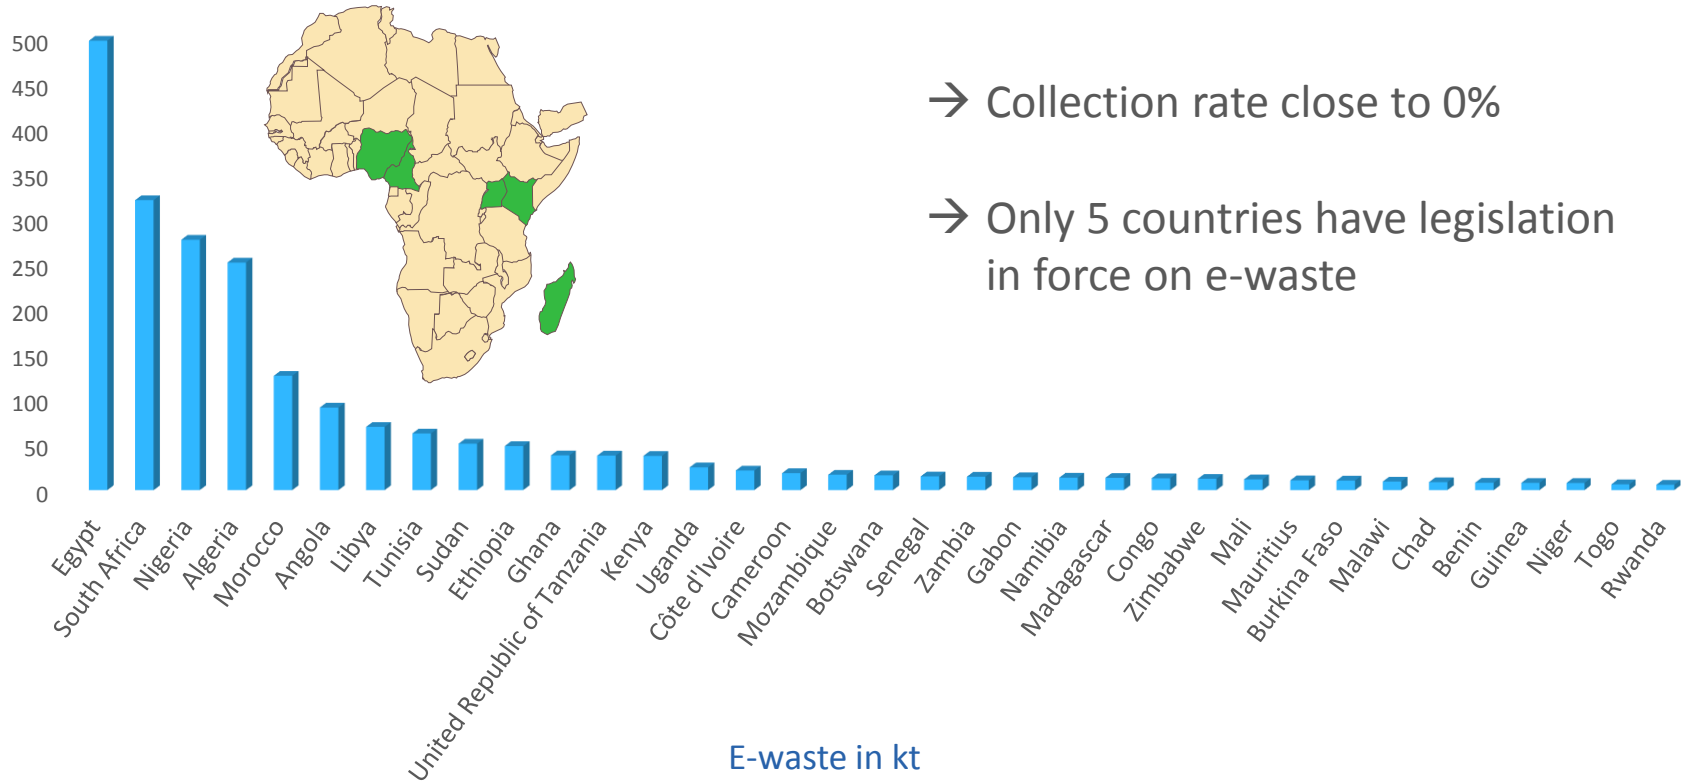 500
450
400
350
300
250
200
150
100
50
0
→ Collection rate close to 0%
→ Only 5 countries have legislation
in force on e-waste
Egypt
South Africa
Nigeria
Algeria
Morocco
Angola
Libya
Tunisia
Sudan
Ethiopia
Ghana
United Republic of Tanzania
Kenya
Uganda
Côte d'Ivoire
Cameroon
Mozambique
Botswana
Senegal
Zambia
Gabon
Namibia
Madagascar
Congo
Zimbabwe
Mali
Mauritius
Burkina Faso
Malawi
Chad
Benin
Guinea
Niger
Togo
Rwanda
E-waste in kt